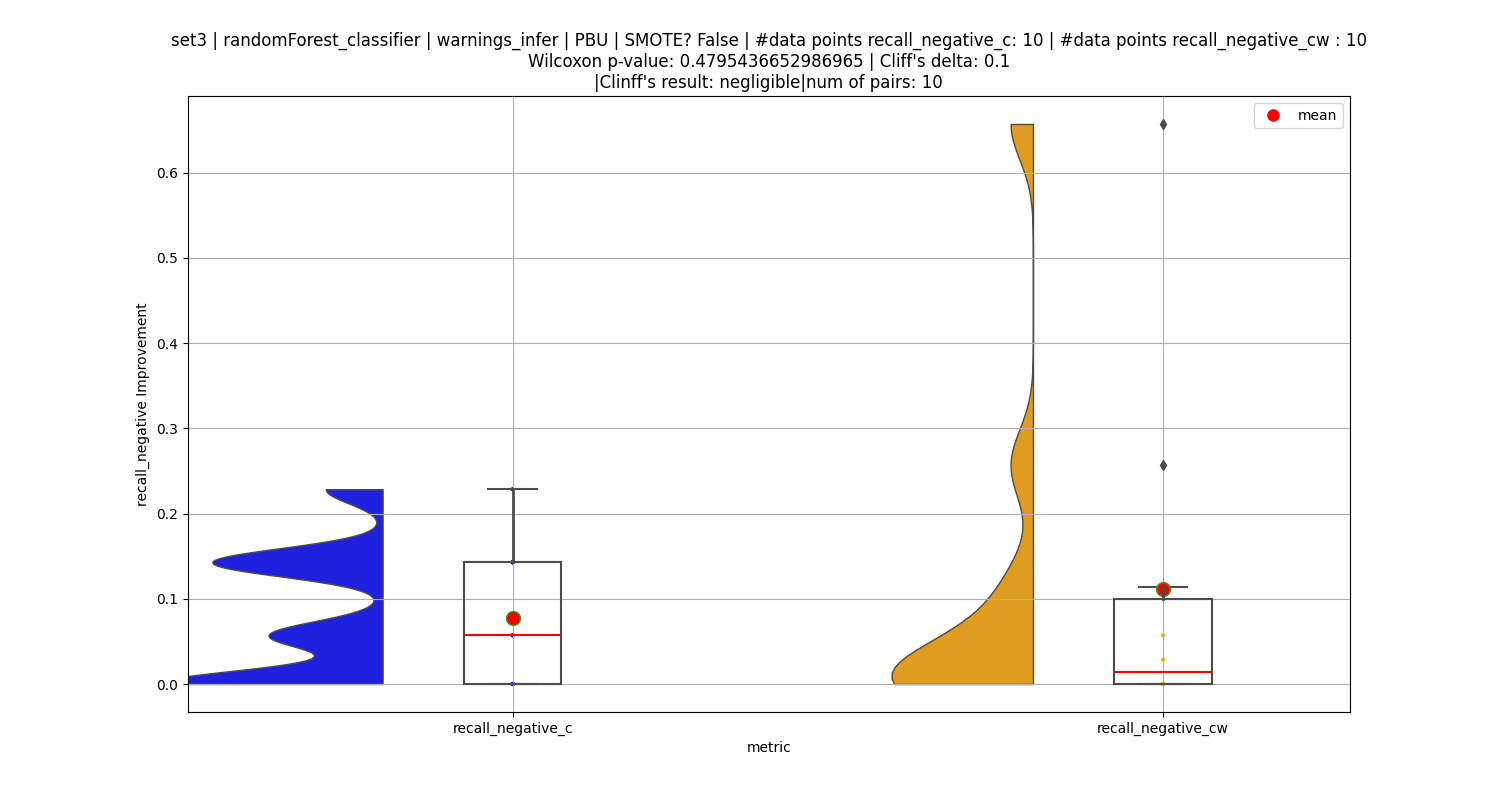 set3 | randomForest_classifier | warnings_infer | PBU | SMOTE? False | #data points recall_negative_c: 10 | #data points recall_negative_cw : 10
Wilcoxon p-value: 0.4795436652986965 | Cliff's delta: 0.1
|Clinff's result: negligible|num of pairs: 10
mean
0.6
0.5
0.4
0.3
0.2
0.1
0.0
recall_negative Improvement
recall_negative_c
recall_negative_cw
metric